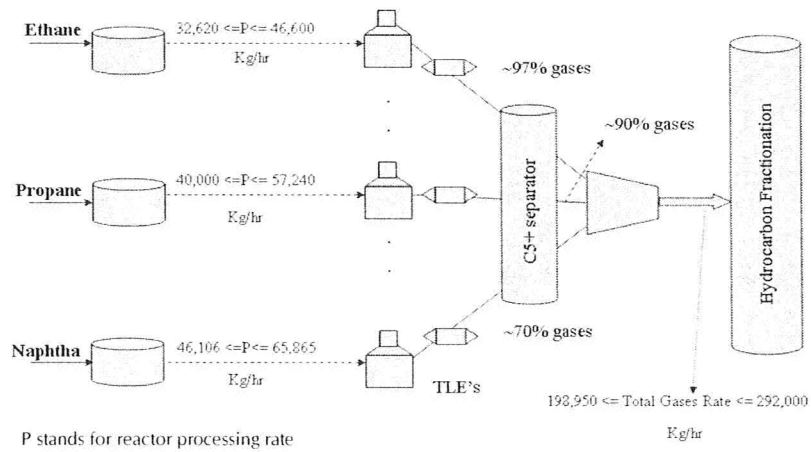 Ethane
32,620 <=P<= 46,600
Kg/hr
~97% gases
~90% gases
Propane
40,000 <=P<= 57,240
Kg/hr
C5+ separator
Hydrocarbon Fractionation
Naphtha
46,106 <=P<= 65,865
Kg/hr
TLE's
~70% gases
198,950 <= Total Gases Rate <= 292,000
Kg/hr
P stands for reactor processing rate